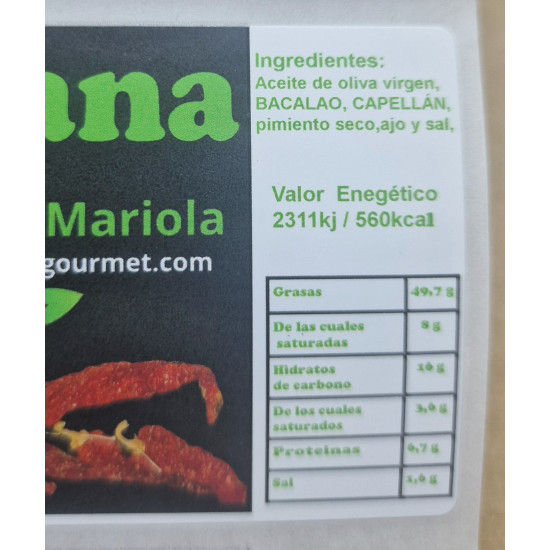 ana
Mariola
gourmet.com
Ingredientes:
Aceite de oliva virgen,
BACALAO, CAPELLÁN,
pimiento seco,ajo y sal,
Valor Enegético
2311kj / 560kcal
Grasas 49,7 g
De las cuales 8 g
saturadas
Hidratos 16 g
de carbono
De los cuales 3,6 g
saturados
Proteinas 6,7 g
Sal 1,6 g